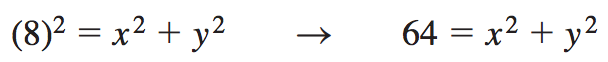 (8)² = x² + y² → 64 = x² + y²